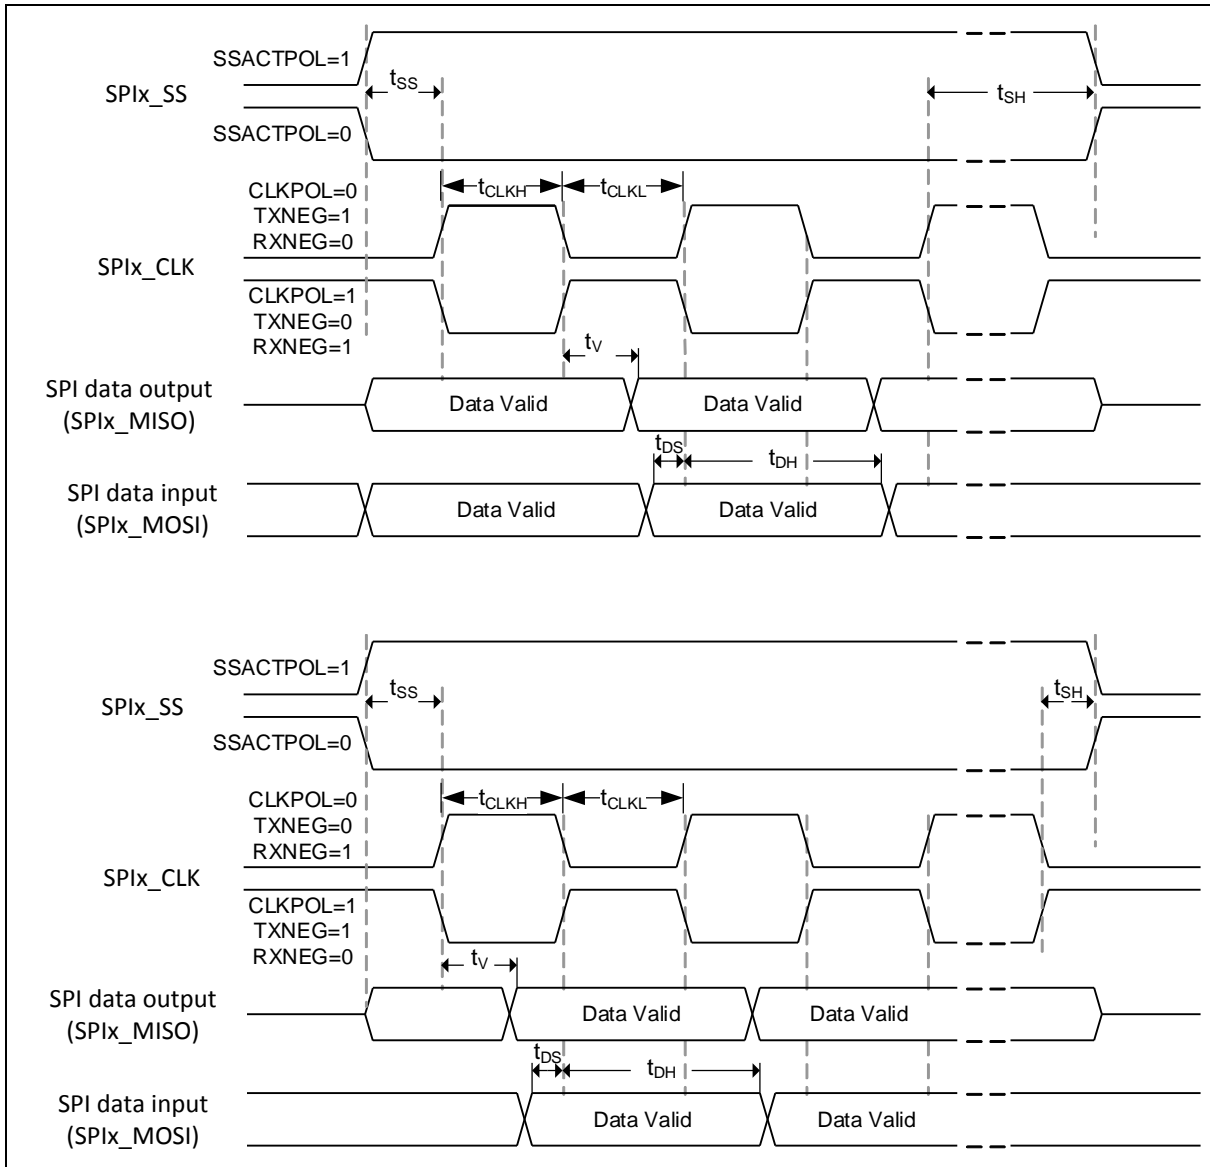 SSACTPOL=1
tSS
tSH
SPIx_SS
SSACTPOL=0
CLKPOL=0
TXNEG=1
RXNEG=0
tCLKH
tCLKL
SPIx_CLK
CLKPOL=1
TXNEG=0
RXNEG=1
tV
SPI data output
(SPIx_MISO)
Data Valid
Data Valid
tDS
tDH
SPI data input
(SPIx_MOSI)
Data Valid
Data Valid
SSACTPOL=1
tSS
tSH
SPIx_SS
SSACTPOL=0
CLKPOL=0
TXNEG=0
RXNEG=1
tCLKH
tCLKL
SPIx_CLK
CLKPOL=1
TXNEG=1
RXNEG=0
tV
SPI data output
(SPIx_MISO)
Data Valid
Data Valid
tDS
tDH
SPI data input
(SPIx_MOSI)
Data Valid
Data Valid